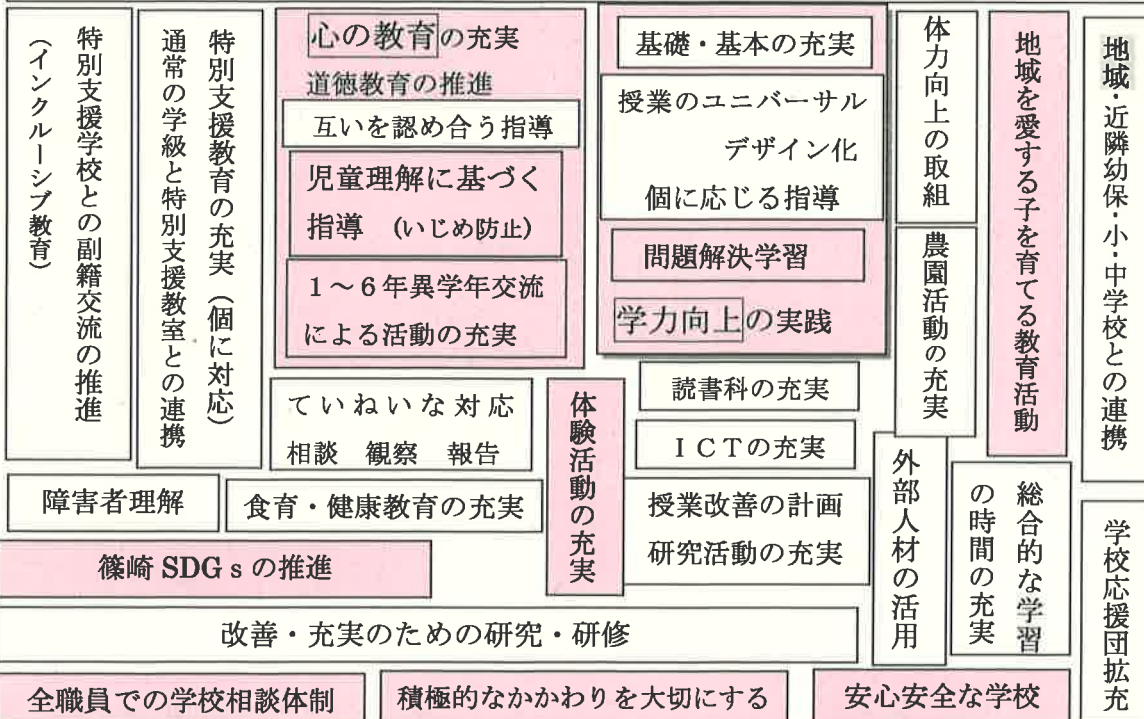 特別支援学校との副籍交流の推進
（インクルーシブ教育）
特別支援教育の充実（個に対応）
通常の学級と特別支援教室との連携
心の教育の充実
道徳教育の推進
互いを認め合う指導
児童理解に基づく
指導　（いじめ防止）
１～６年異学年交流
による活動の充実
基礎・基本の充実
授業のユニバーサル
デザイン化
個に応じる指導
問題解決学習
学力向上の実践
体力向上の取組
農園活動の充実
地域を愛する子を育てる教育活動
地域・近隣幼保・小・中学校との連携
ていねいな対応
相談　観察　報告
体験活動の充実
読書科の充実
ＩＣＴの充実
授業改善の計画
研究活動の充実
外部人材の活用
総合的な学習
の時間の充実
学校応援団拡充
障害者理解
食育・健康教育の充実
篠崎 SDGｓの推進
改善・充実のための研究・研修
全職員での学校相談体制
積極的なかかわりを大切にする
安心安全な学校